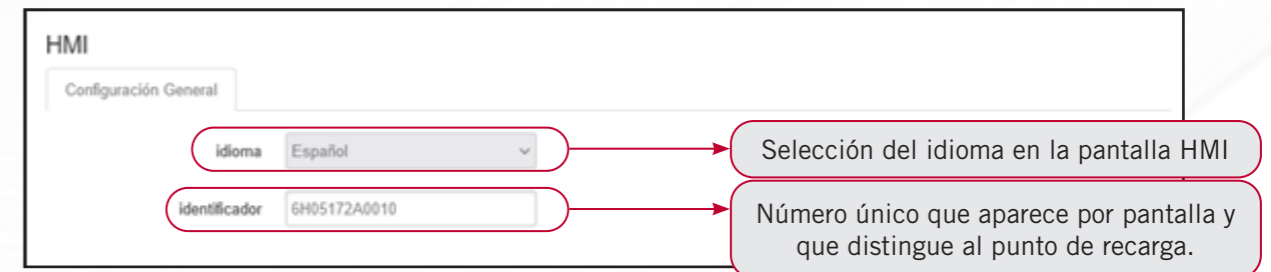 HMI
Configuración General
idioma Español
Selección del idioma en la pantalla HMI
identificador 6H05172A0010
Número único que aparece por pantalla y
que distingue al punto de recarga.